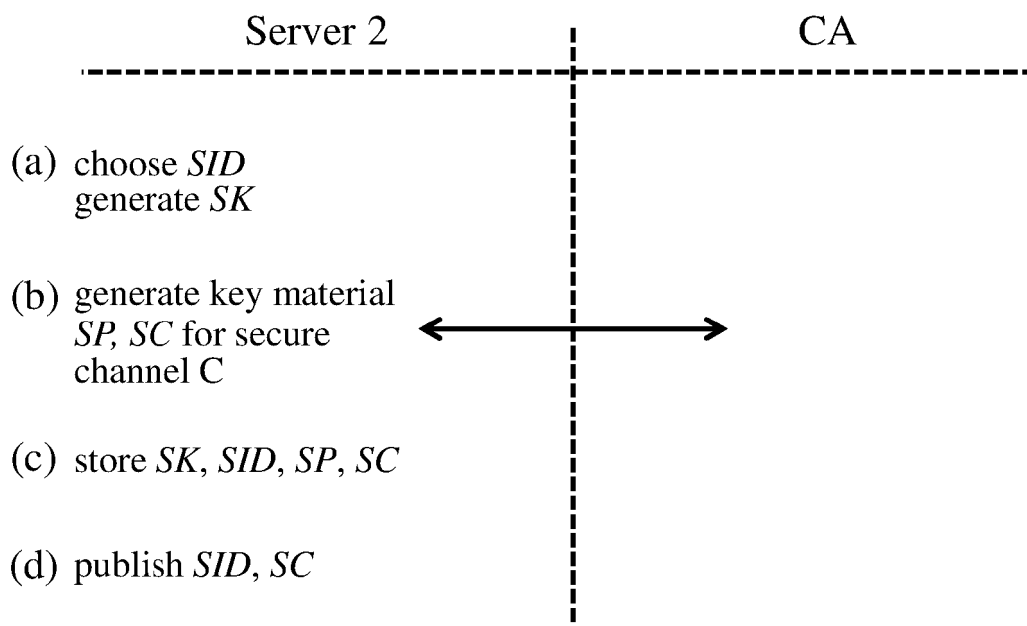 Server 2 CA
(a) choose SID
generate SK
(b) generate key material
SP, SC for secure
channel C
(c) store SK, SID, SP, SC
(d) publish SID, SC